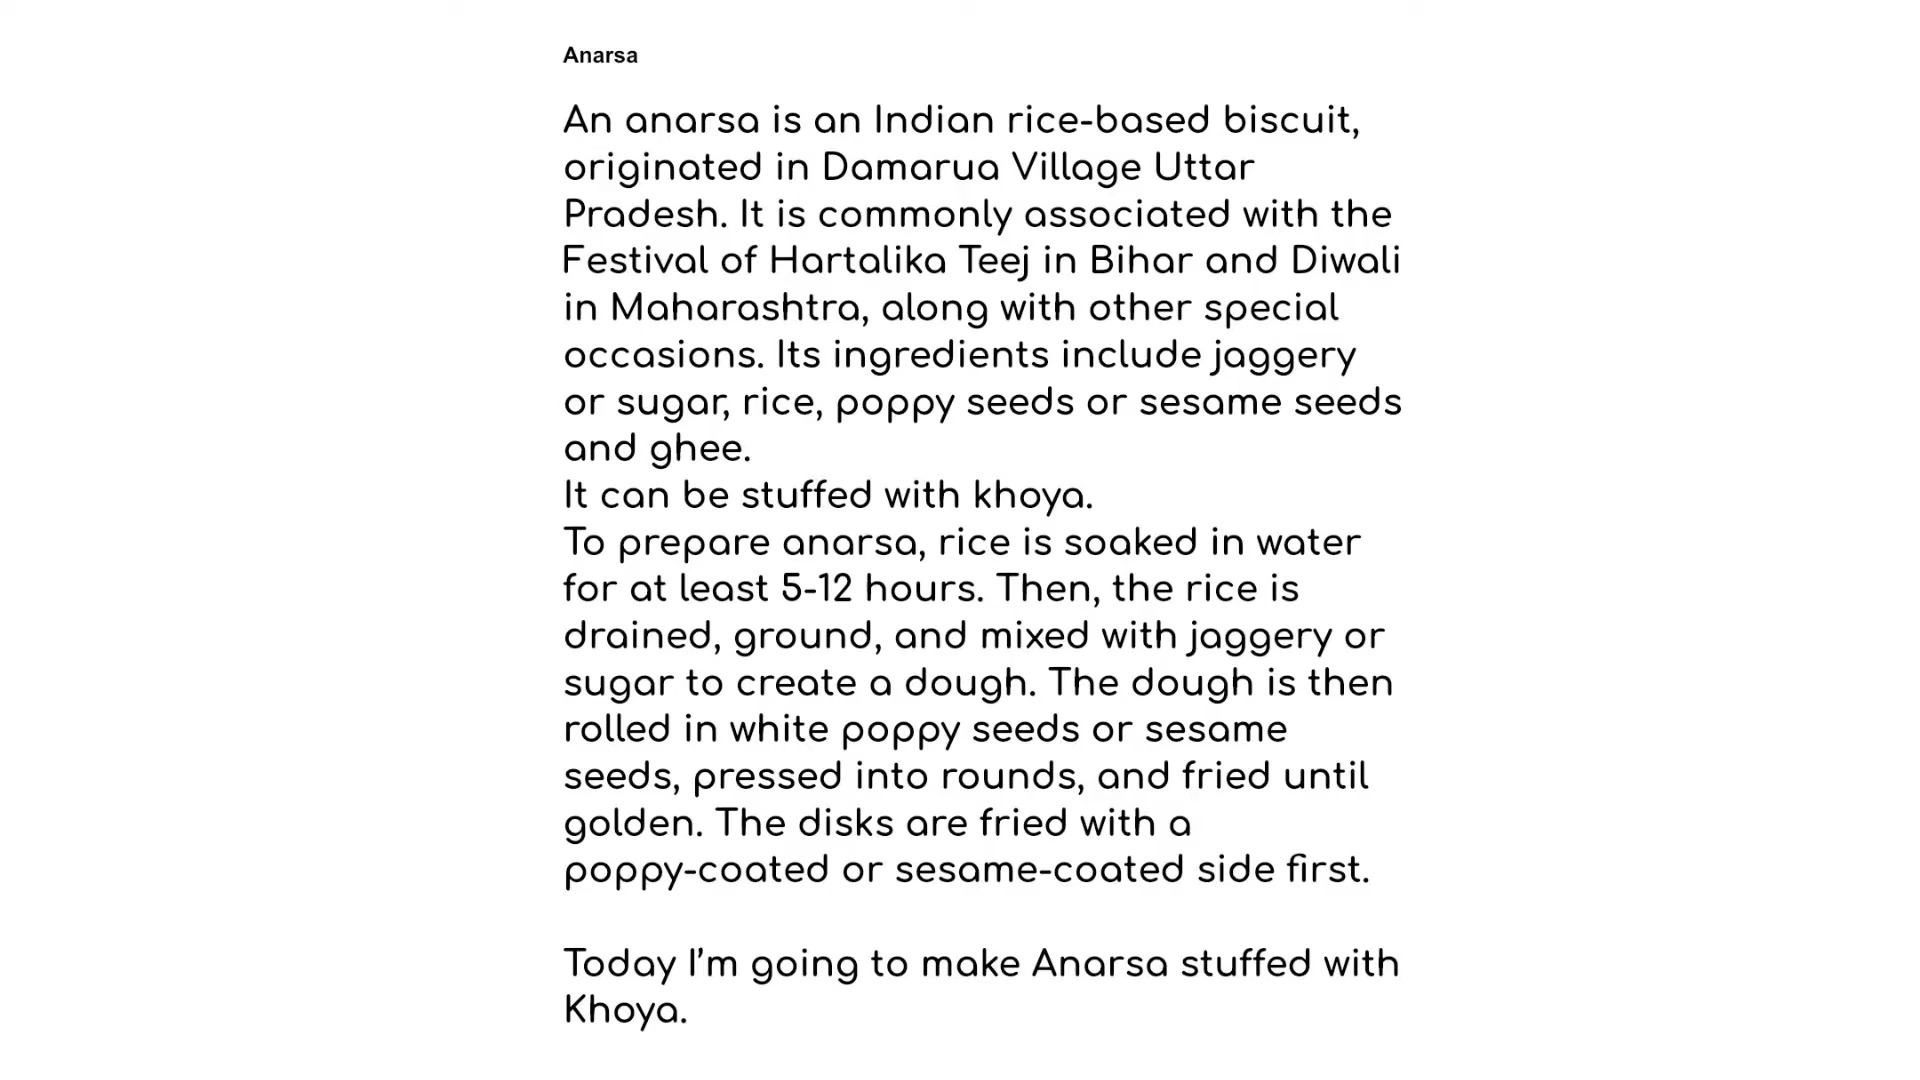 Anarsa
An anarsa is an Indian rice-based biscuit,
originated in Damarua Village Uttar
Pradesh. It is commonly associated with the
Festival of Hartalika Teej in Bihar and Diwali
in Maharashtra, along with other special
occasions. Its ingredients include jaggery
or sugar, rice, poppy seeds or sesame seeds
and ghee.
It can be stuffed with khoya.
To prepare anarsa, rice is soaked in water
for at least 5-12 hours. Then, the rice is
drained, ground, and mixed with jaggery or
sugar to create a dough. The dough is then
rolled in white poppy seeds or sesame
seeds, pressed into rounds, and fried until
golden. The disks are fried with a
poppy-coated or sesame-coated side first.
Today I’m going to make Anarsa stuffed with
Khoya.